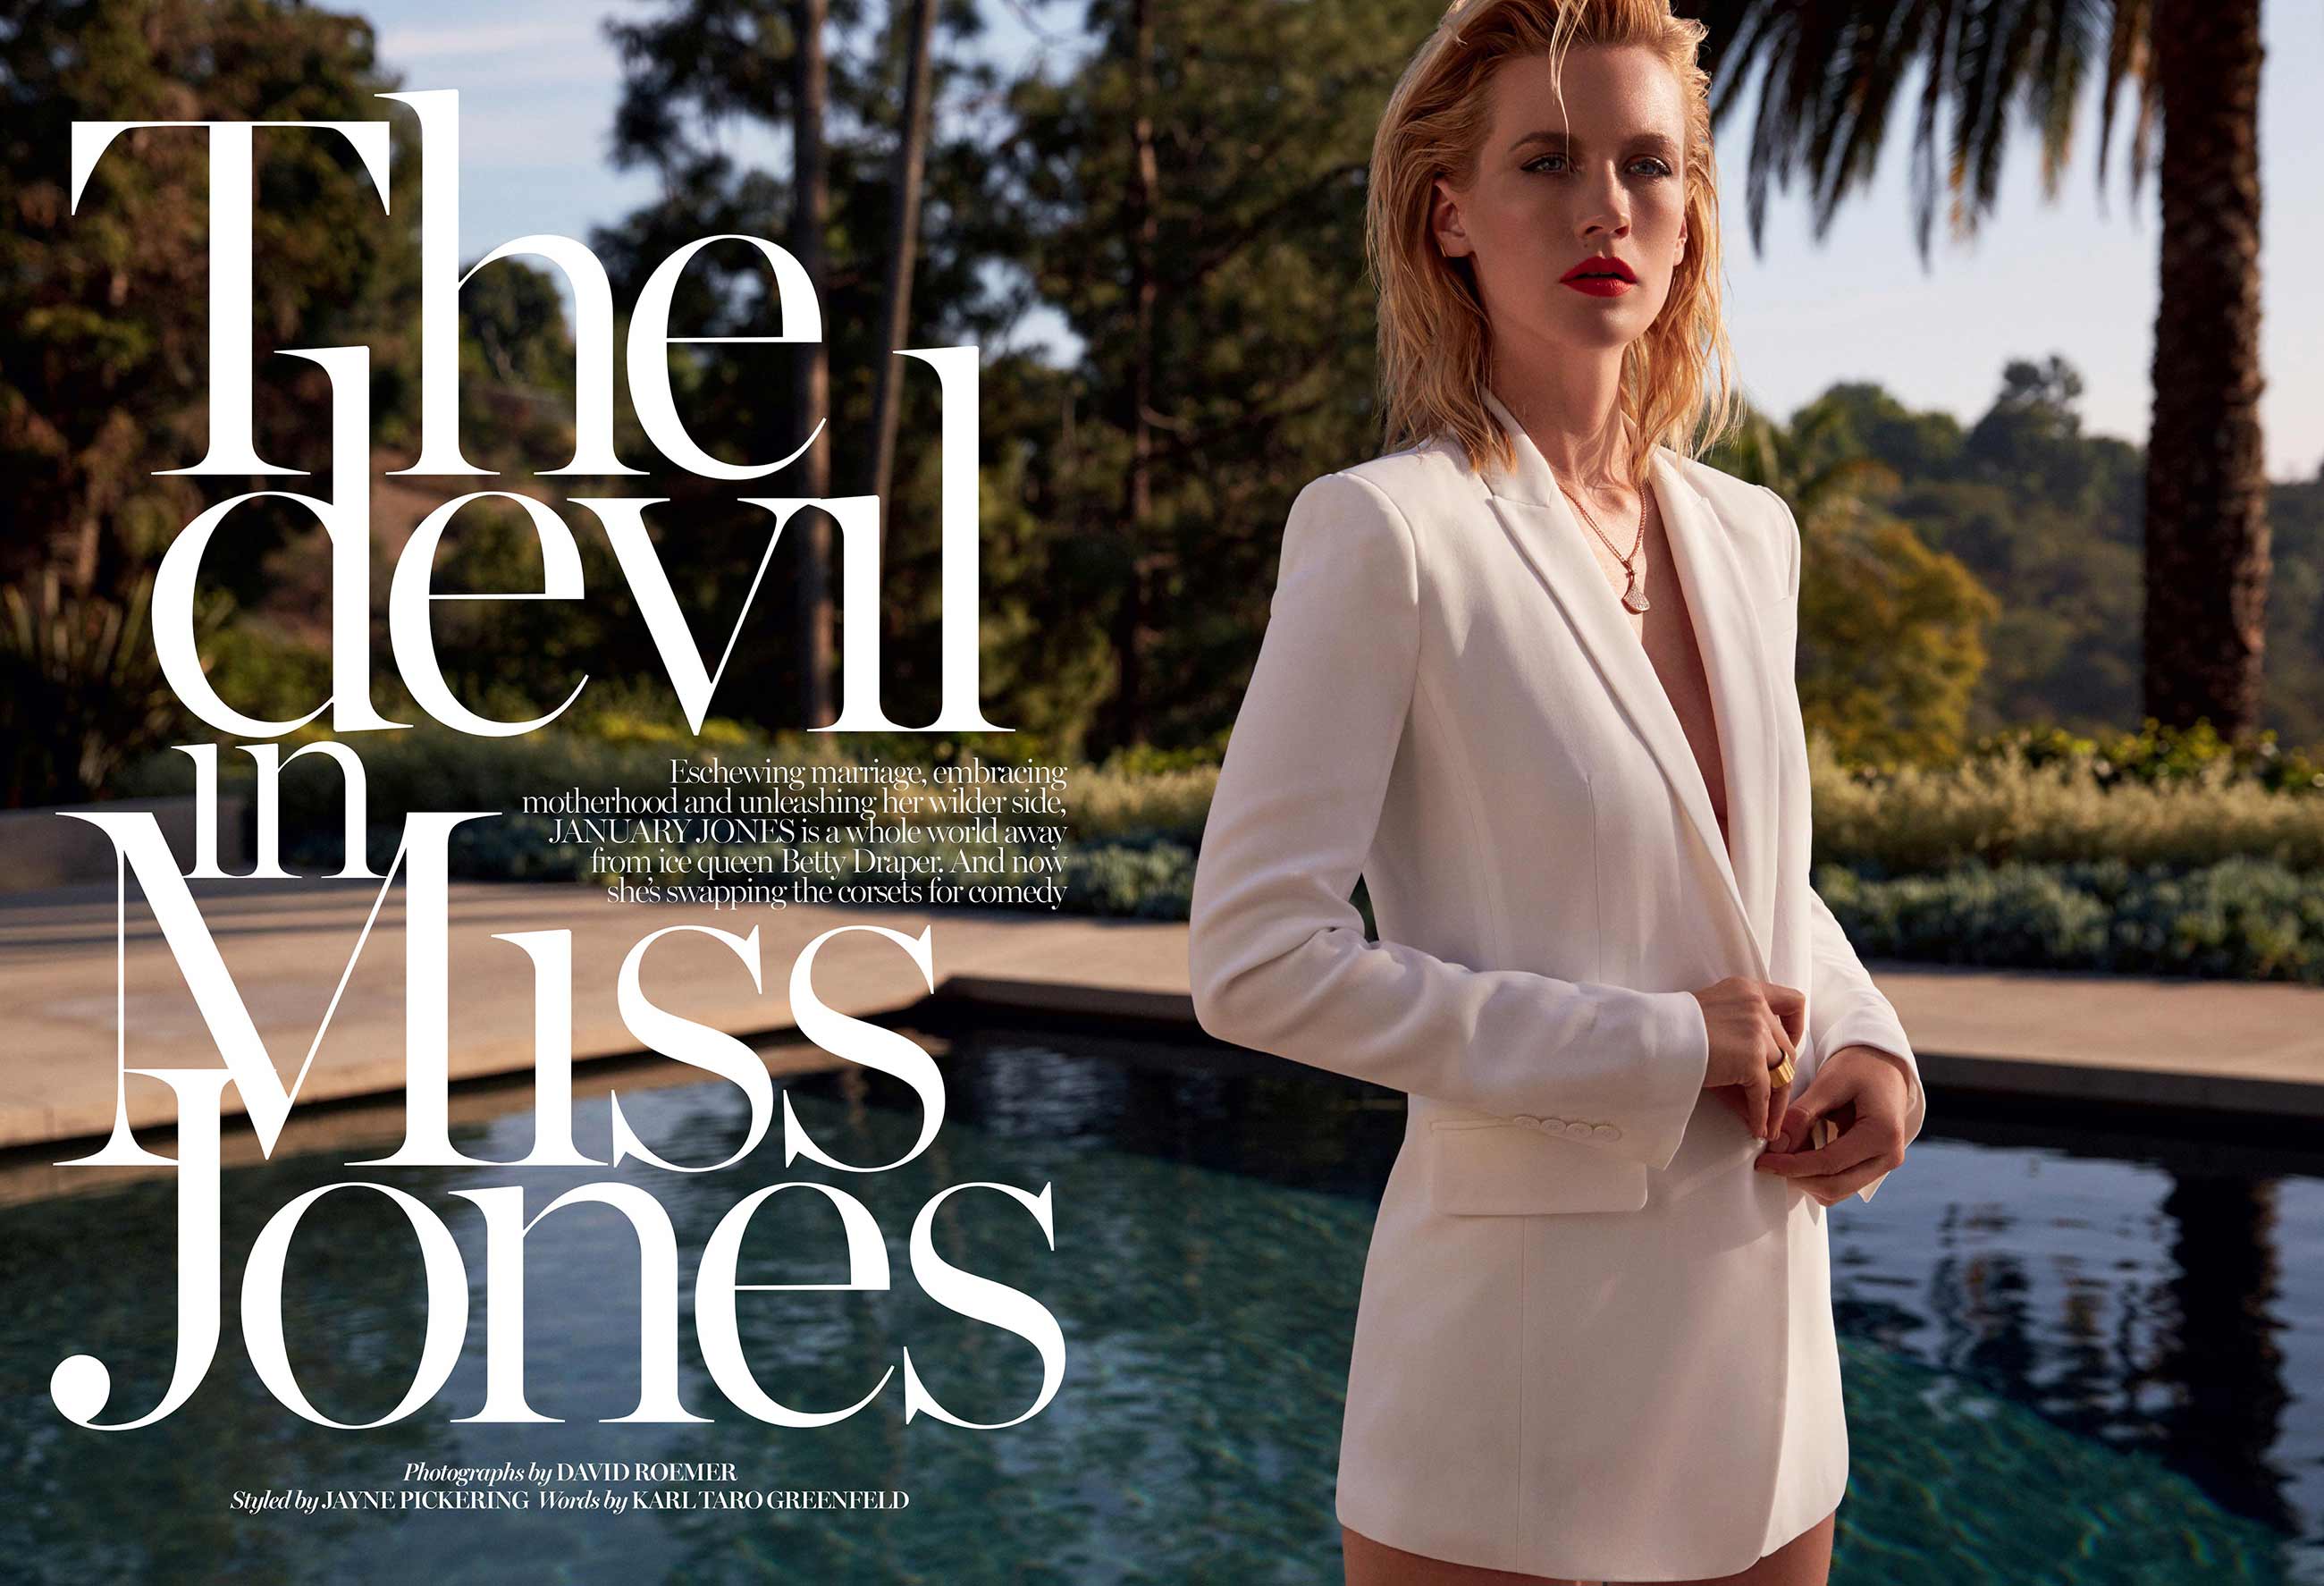 The
devil
in
Miss
Jones
Eschewing marriage, embracing
motherhood and unleashing her wilder side,
JANUARY JONES is a whole world away
from ice queen Betty Draper. And now
she's swapping the corsets for comedy
Photographs by DAVID ROEMER
Styled by JAYNE PICKERING Words by KARL TARO GREENFELD